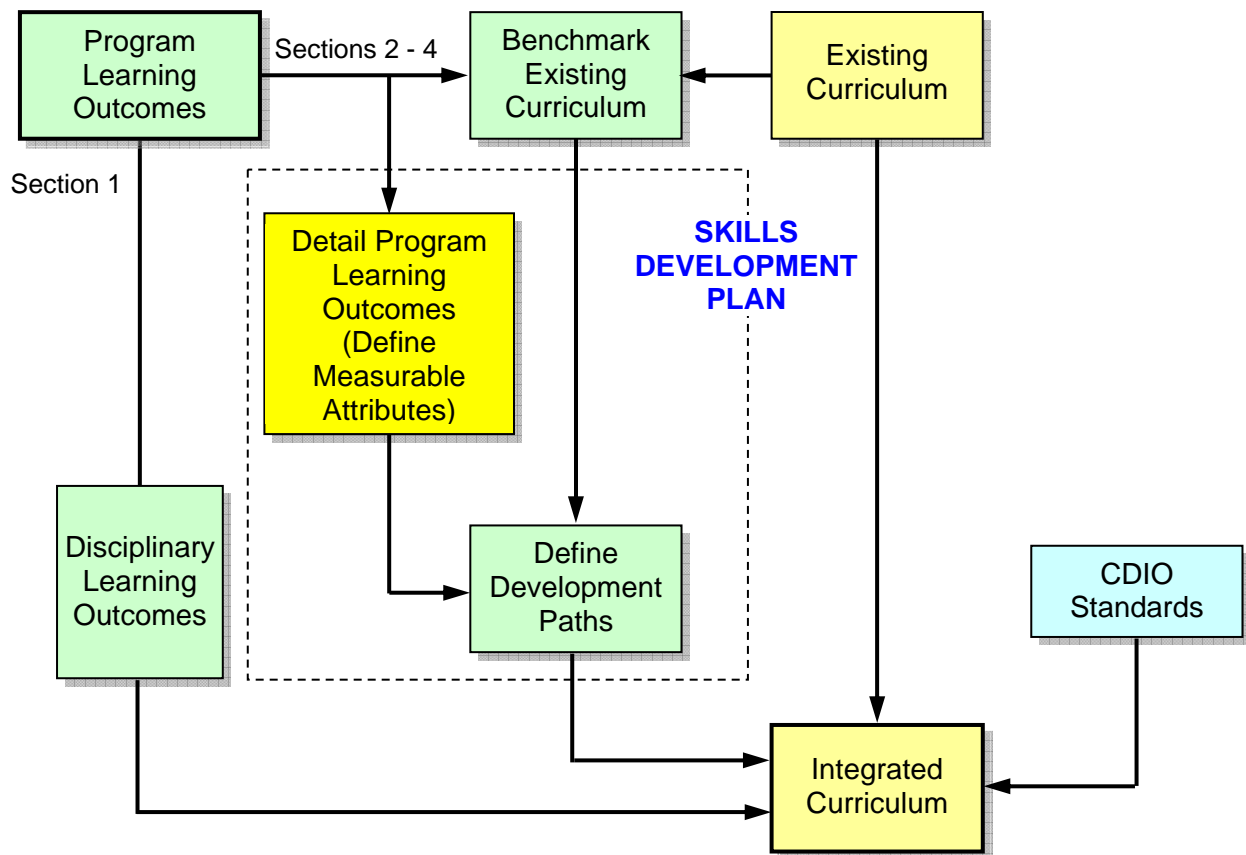 Program
Learning
Outcomes
Sections 2 - 4
Benchmark
Existing
Curriculum
Existing
Curriculum
Section 1
Detail Program
Learning
Outcomes
(Define
Measurable
Attributes)
SKILLS
DEVELOPMENT
PLAN
Disciplinary
Learning
Outcomes
Define
Development
Paths
CDIO
Standards
Integrated
Curriculum